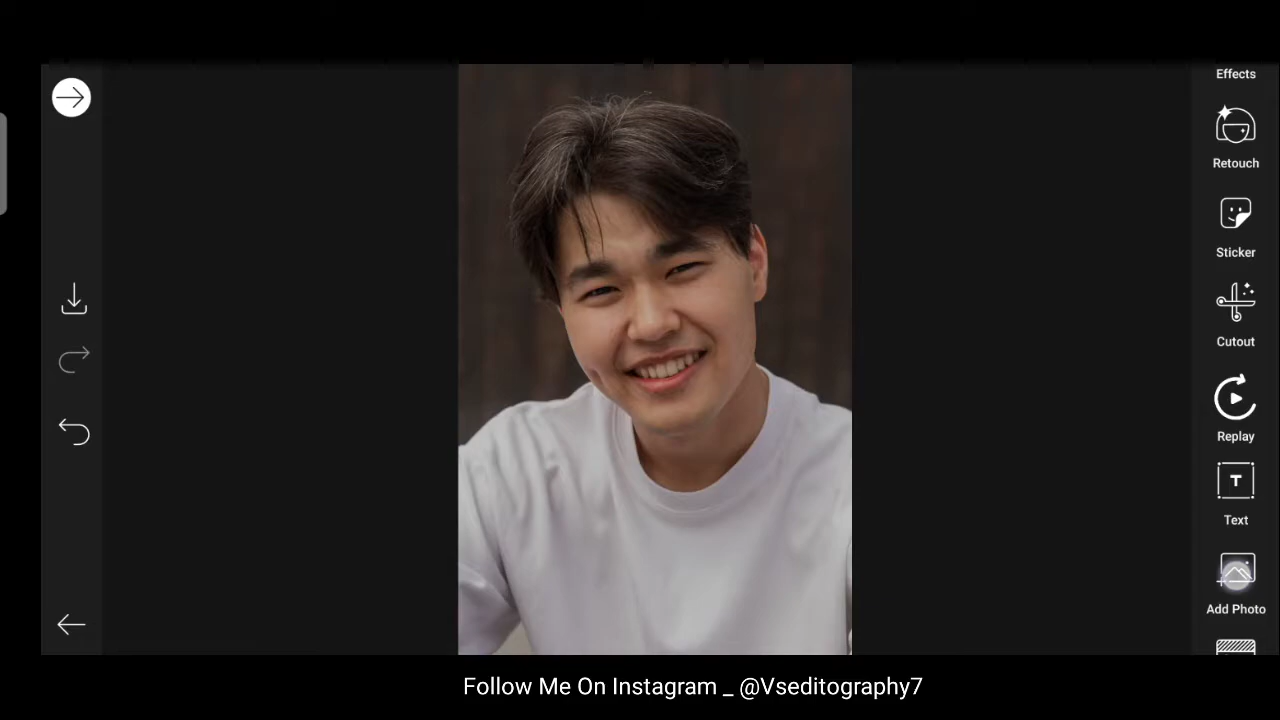 Effects
Retouch
Sticker
Cutout
Replay
T
Text
Add Photo
Follow Me On Instagram _ @Vseditography7